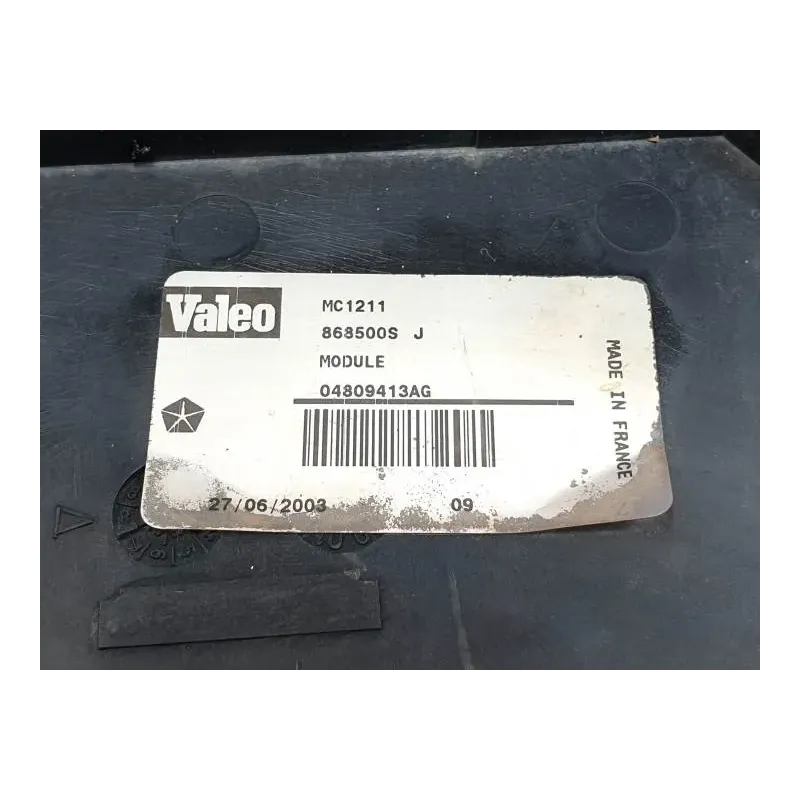 Valeo
MC1211
868500S J
MODULE
04809413AG
27/06/2003 09
MADE IN FRANCE